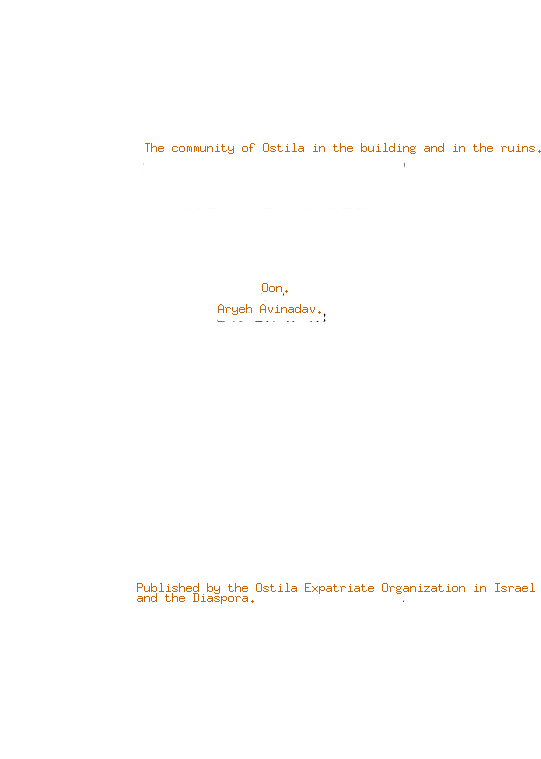 The community of Ostila in the building and in the ruins.
Oon.
Aryeh Avinadav.
Published by the Ostila Expatriate Organization in Israel
and the Diaspora.